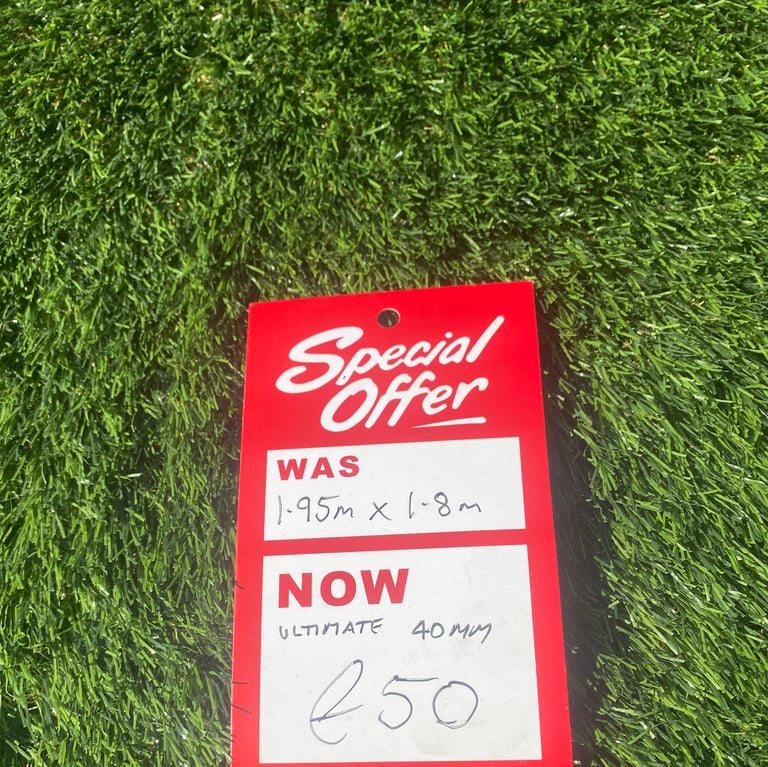 Special
Offer
WAS
1.95m x 1.8m
NOW
ULTIMATE 40MM
£50